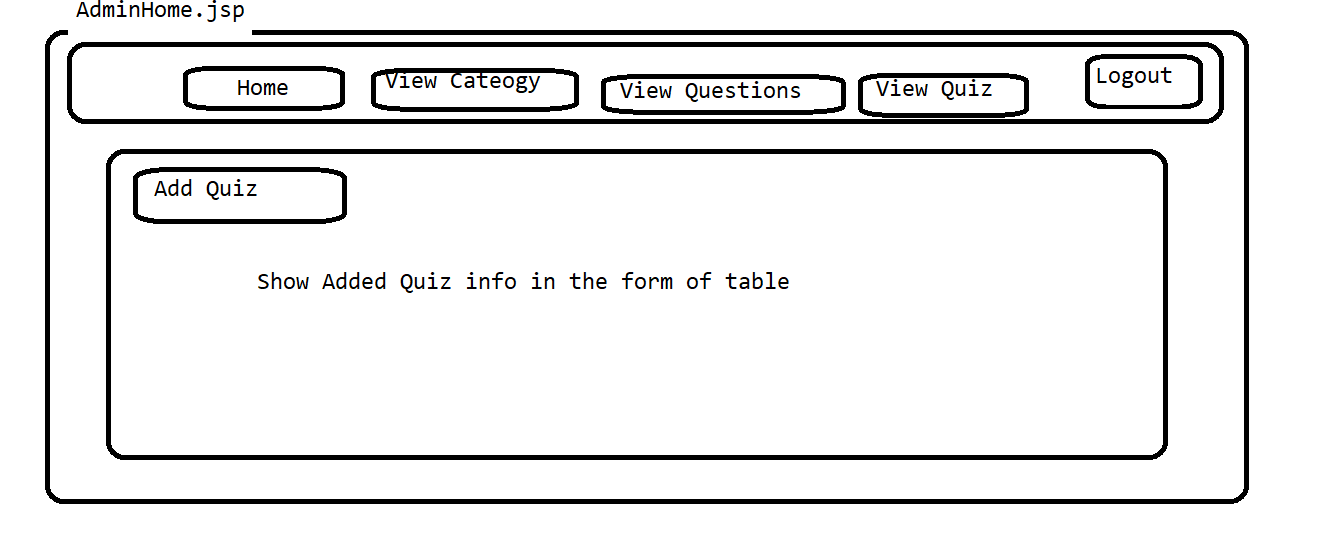 AdminHome.jsp
Home
View Cateogy
View Questions
View Quiz
Logout
Add Quiz
Show Added Quiz info in the form of table